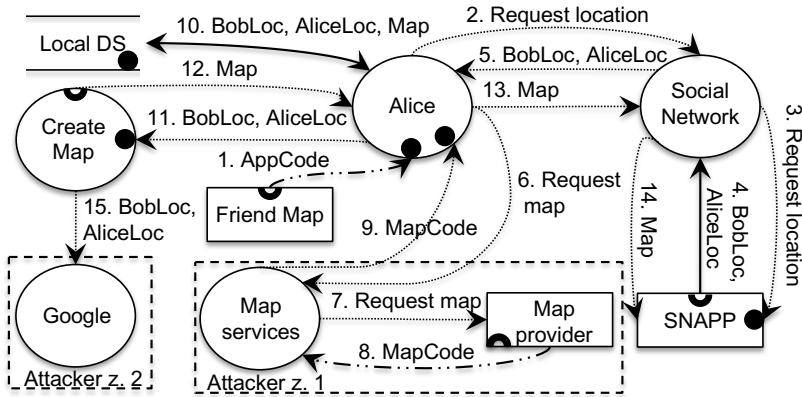 10. BobLoc, AliceLoc, Map
2. Request location
Local DS
5. BobLoc, AliceLoc
12. Map
Alice
Social
Network
13. Map
Create
Map
11. BobLoc, AliceLoc
3. Request location
1. AppCode
6. Request
map
14. Map
4. BobLoc,
AliceLoc
Friend Map
15. BobLoc,
AliceLoc
9. MapCode
Google
Map
services
7. Request map
Map
provider
SNAPP
8. MapCode
Attacker z. 2
Attacker z. 1